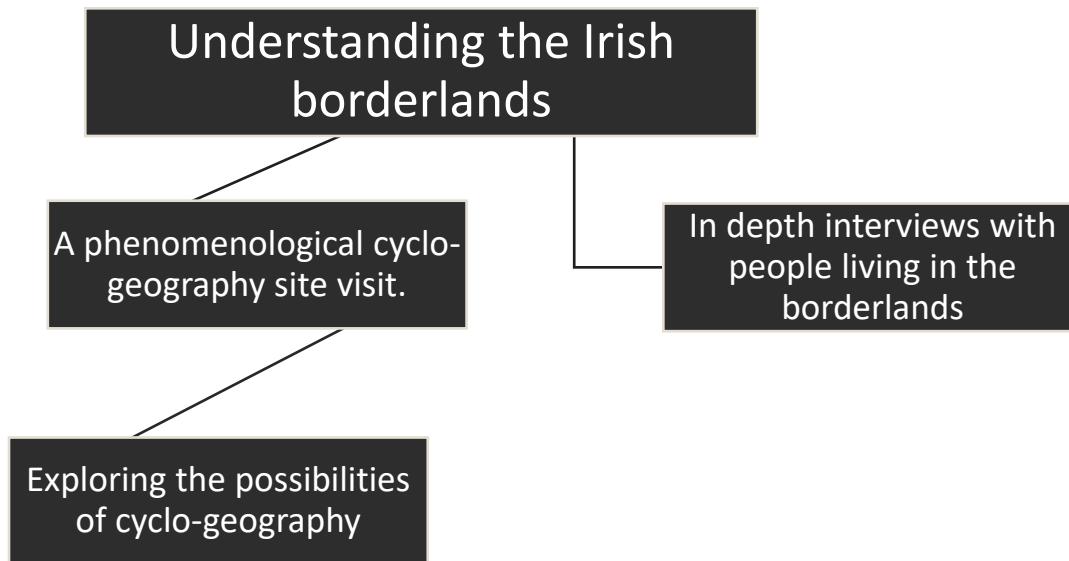 Understanding the Irish
borderlands
A phenomenological cyclo-
geography site visit.
In depth interviews with
people living in the
borderlands
Exploring the possibilities
of cyclo-geography